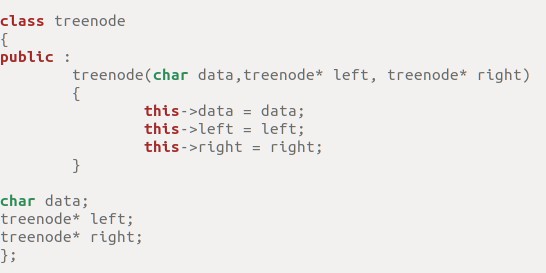 class treenode
{
public :
        treenode(char data,treenode* left, treenode* right)
        {
                this->data = data;
                this->left = left;
                this->right = right;
        }

char data;
treenode* left;
treenode* right;
};